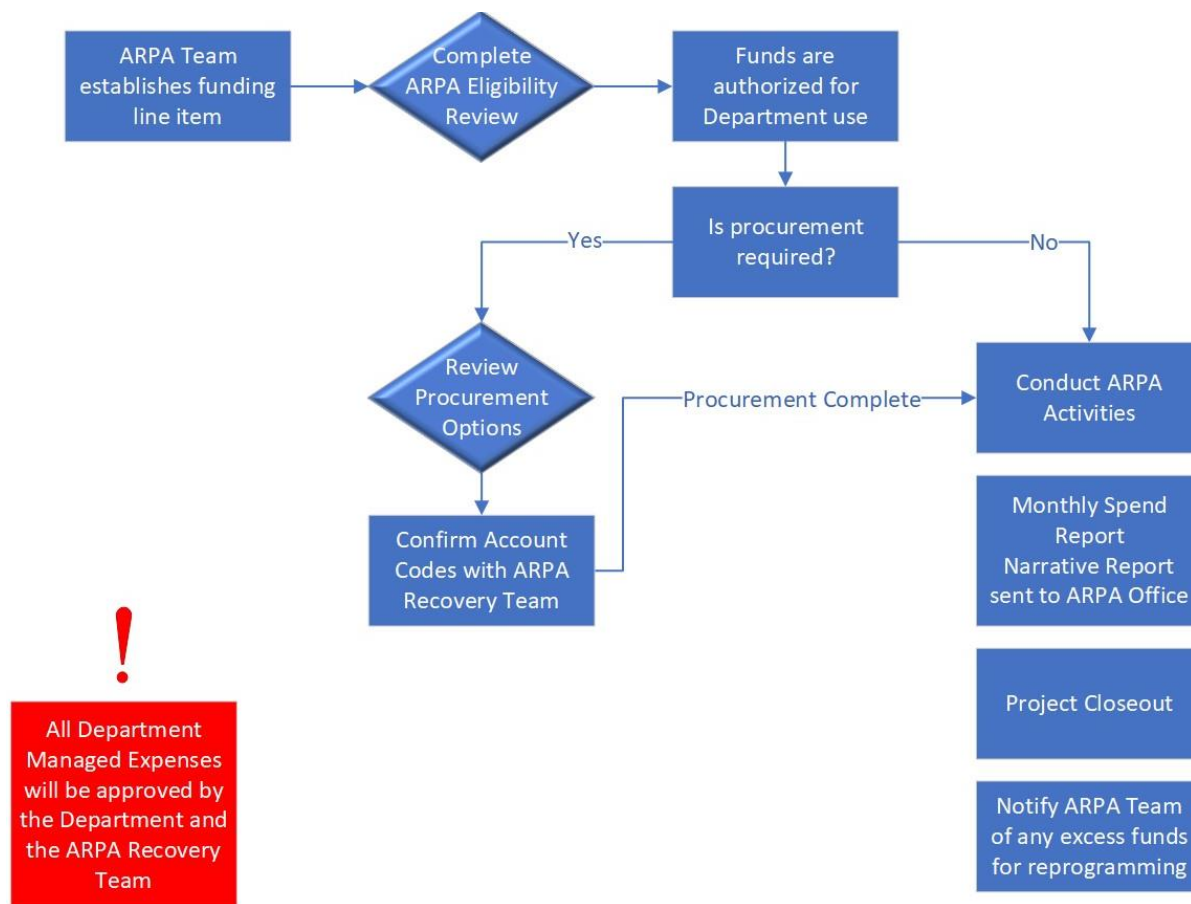 ARPA Team
establishes funding
line item
Complete
ARPA Eligibility
Review
Funds are
authorized for
Department use
Is procurement
required?
Yes
No
Review
Procurement
Options
Procurement Complete
Conduct ARPA
Activities
Confirm Account
Codes with ARPA
Recovery Team
Monthly Spend
Report
Narrative Report
sent to ARPA Office
Project Closeout
Notify ARPA Team
of any excess funds
for reprogramming
!
All Department
Managed Expenses
will be approved by
the Department and
the ARPA Recovery
Team